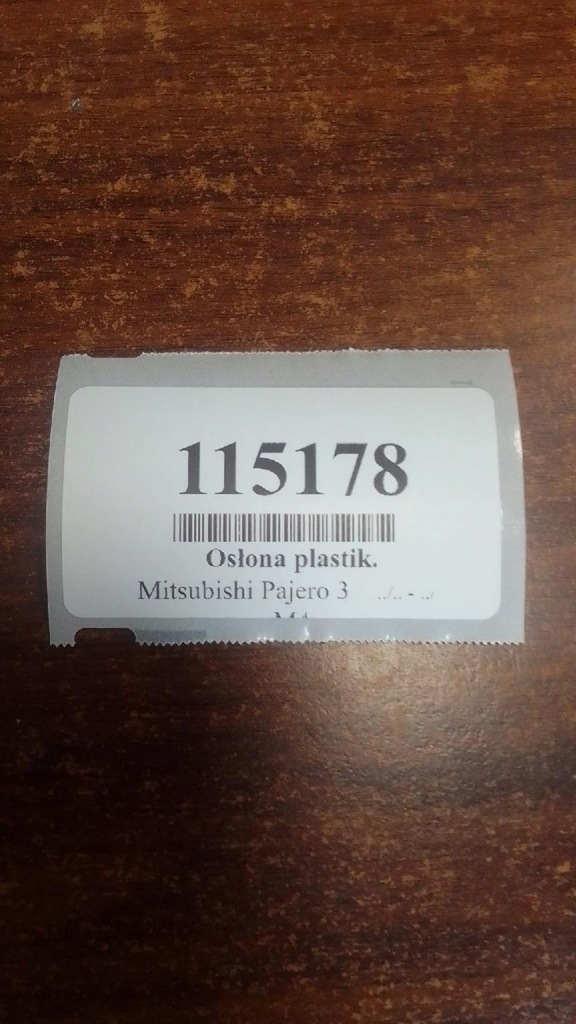 115178
Osłona plastik.
Mitsubishi Pajero 3 ../.. - ../